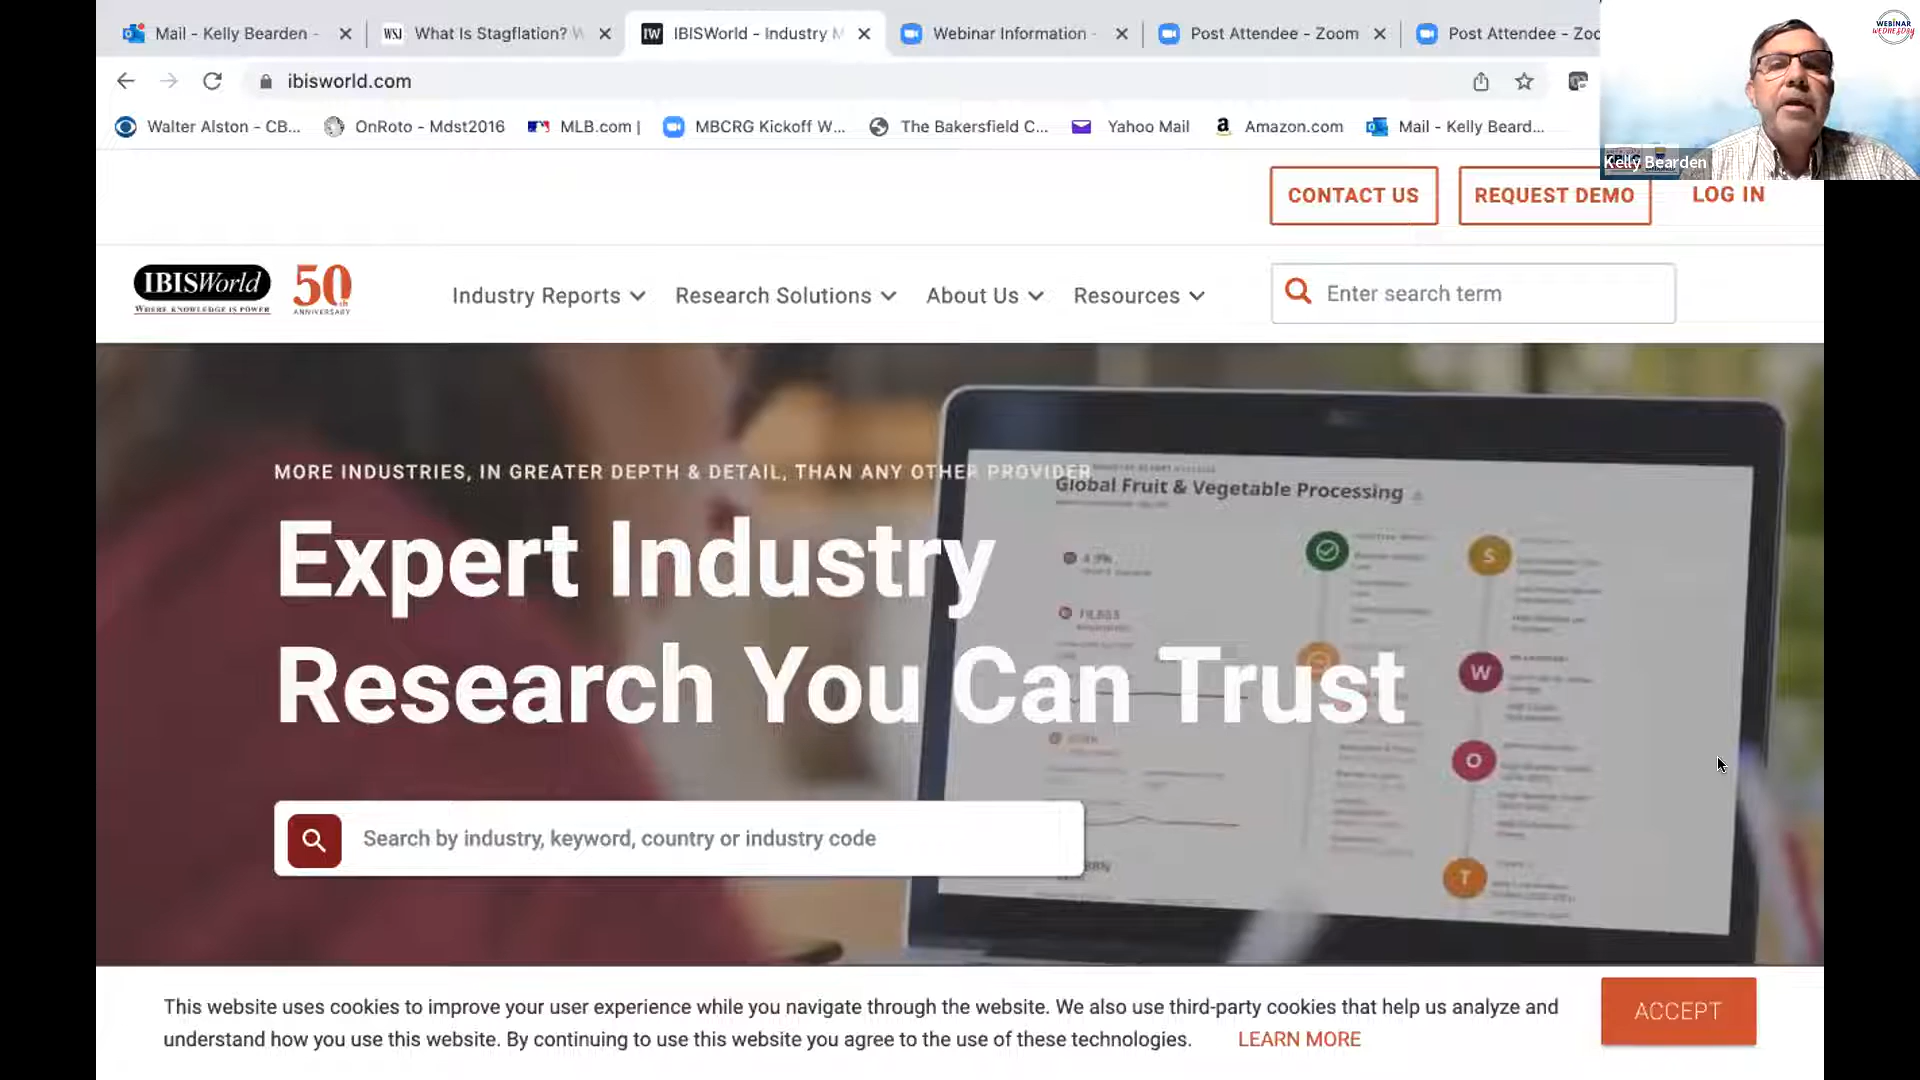 Mail - Kelly Bearden -
WSJ What Is Stagflation? W
IW IBISWorld - Industry M
Webinar Information -
Post Attendee - Zoom
Post Attendee - Zoo
WEBINAR
WEDNESDAY
ibisworld.com
Walter Alston - CB...
OnRoto - Mdst2016
MLB.com |
MBCRG Kickoff W...
The Bakersfield C...
Yahoo Mail
Amazon.com
Mail - Kelly Beard...
Kelly Bearden
CONTACT US
REQUEST DEMO
LOG IN
IBISWorld
WHERE KNOWLEDGE IS POWER
50th
ANNIVERSARY
Industry Reports
Research Solutions
About Us
Resources
Enter search term
MORE INDUSTRIES, IN GREATER DEPTH & DETAIL, THAN ANY OTHER PROVIDER
Global Fruit & Vegetable Processing
Expert Industry
Research You Can Trust
S
W
O
T
Search by industry, keyword, country or industry code
This website uses cookies to improve your user experience while you navigate through the website. We also use third-party cookies that help us analyze and
understand how you use this website. By continuing to use this website you agree to the use of these technologies. LEARN MORE
ACCEPT